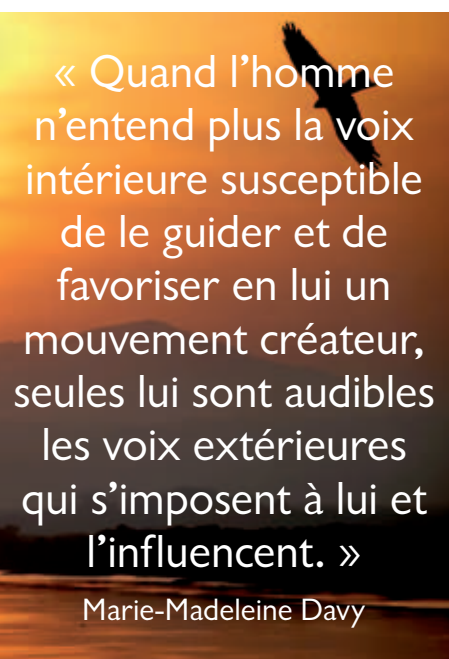 « Quand l’homme
n’entend plus la voix
intérieure susceptible
de le guider et de
favoriser en lui un
mouvement créateur,
seules lui sont audibles
les voix extérieures
qui s’imposent à lui et
l’influencent. »
Marie-Madeleine Davy